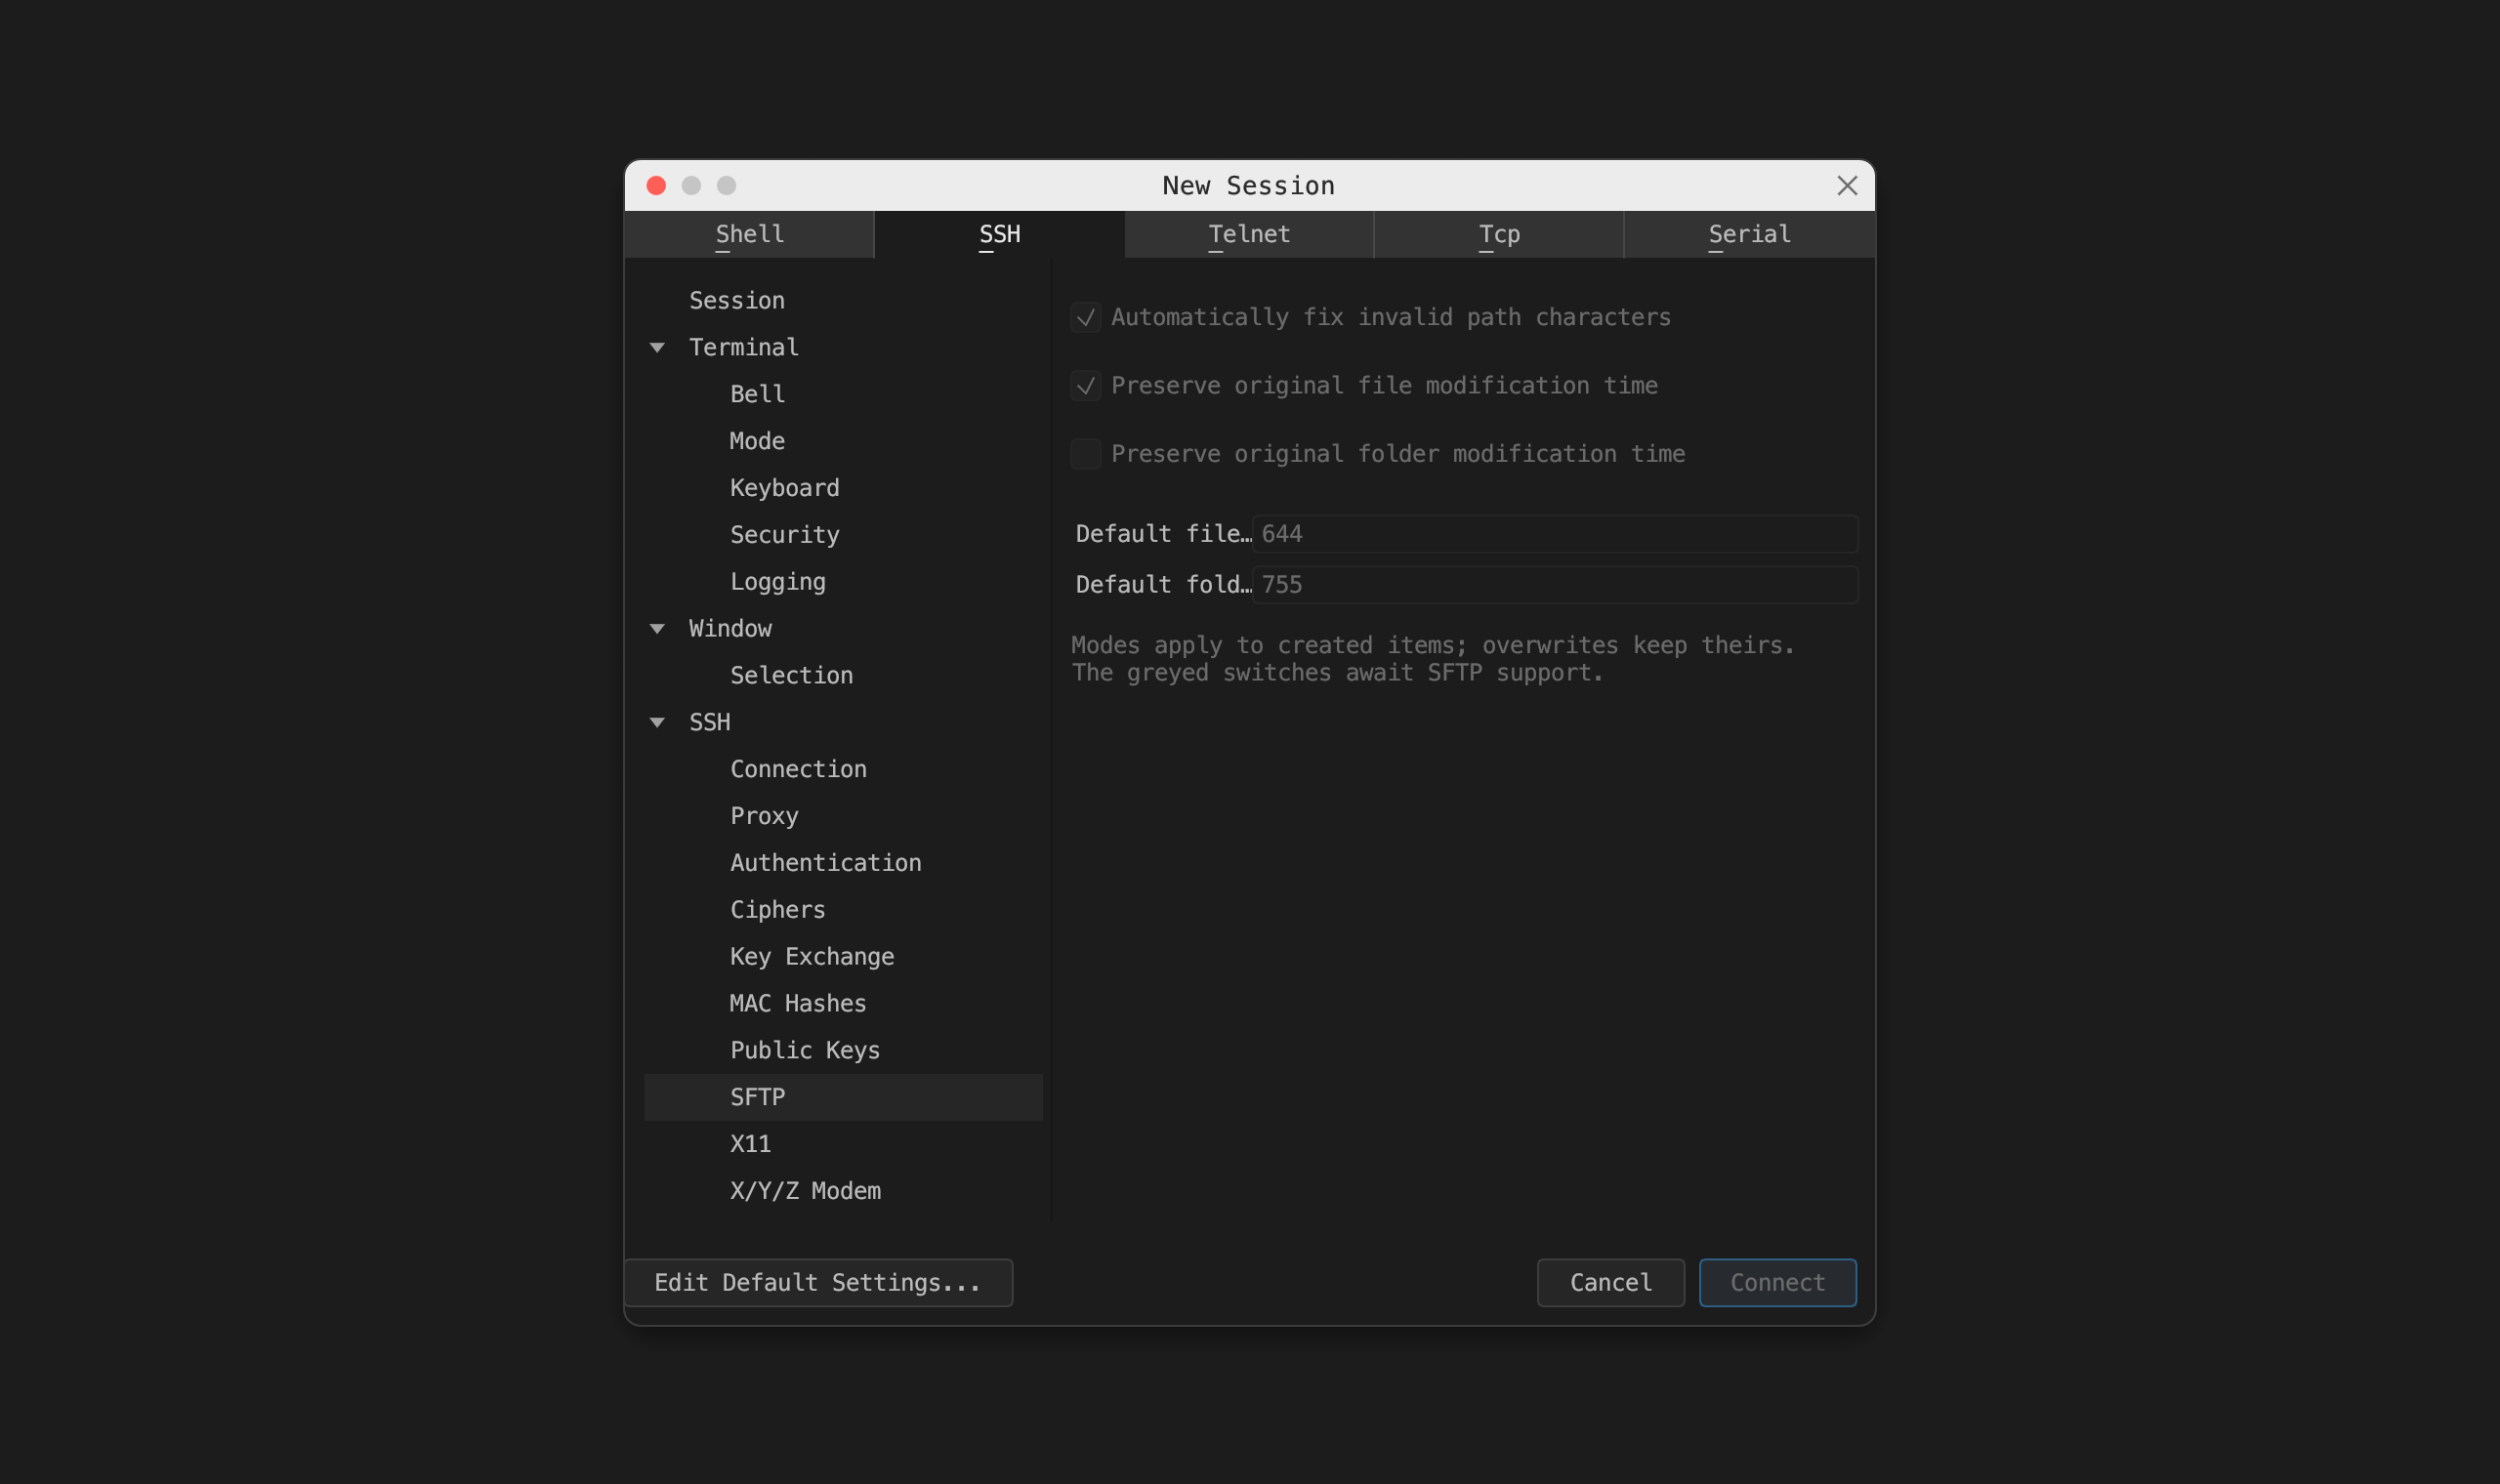 New Session
Shell SSH Telnet Tcp Serial
Session
Terminal
Bell
Mode
Keyboard
Security
Logging
Window
Selection
SSH
Connection
Proxy
Authentication
Ciphers
Key Exchange
MAC Hashes
Public Keys
SFTP
X11
X/Y/Z Modem
Automatically fix invalid path characters
Preserve original file modification time
Preserve original folder modification time
Default file… 644
Default fold… 755
Modes apply to created items; overwrites keep theirs.
The greyed switches await SFTP support.
Edit Default Settings... Cancel Connect